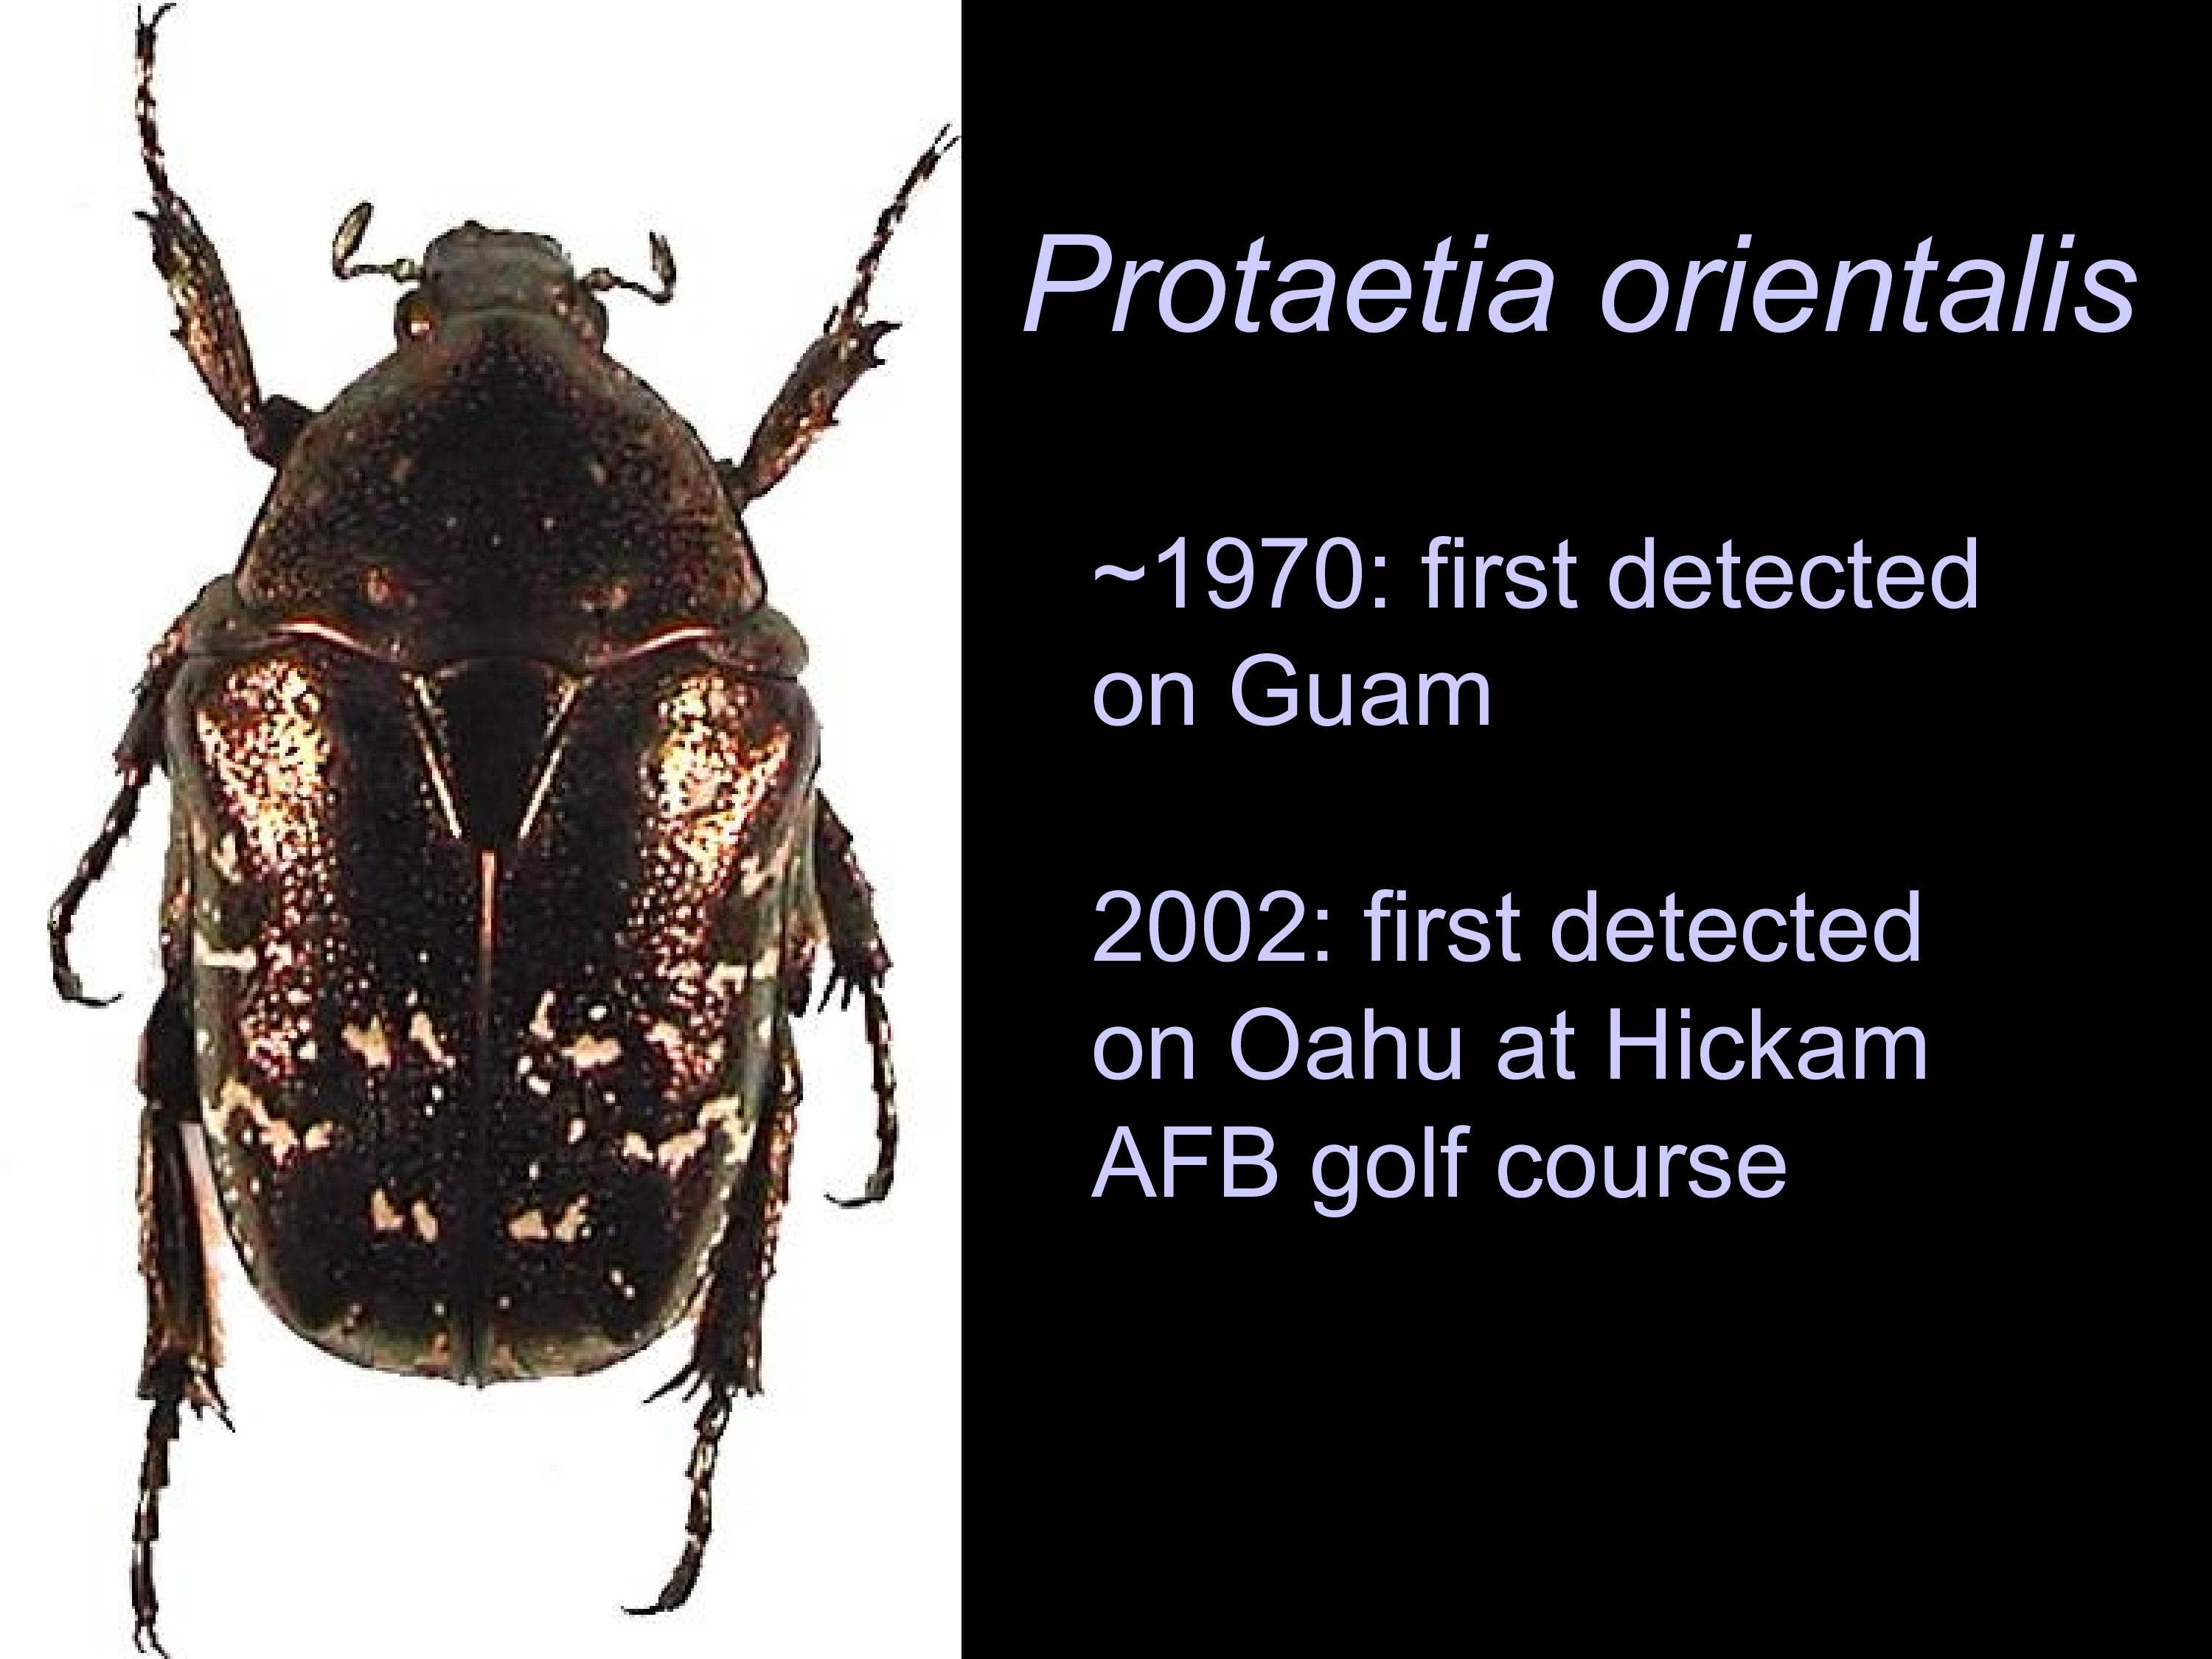 Protaetia orientalis
~1970: first detected
on Guam
2002: first detected
on Oahu at Hickam
AFB golf course